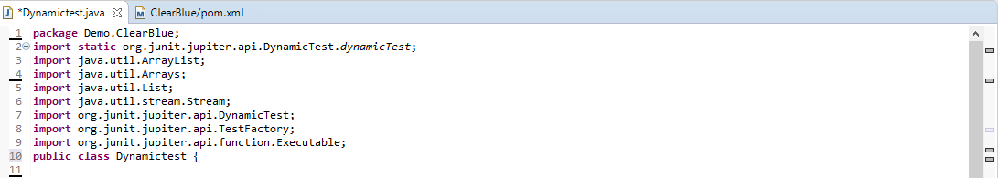 *Dynamictest.java ClearBlue/pom.xml
1 package Demo.ClearBlue;
2 import static org.junit.jupiter.api.DynamicTest.dynamicTest;
3 import java.util.ArrayList;
4 import java.util.Arrays;
5 import java.util.List;
6 import java.util.stream.Stream;
7 import org.junit.jupiter.api.DynamicTest;
8 import org.junit.jupiter.api.TestFactory;
9 import org.junit.jupiter.api.function.Executable;
10 public class Dynamictest {
11